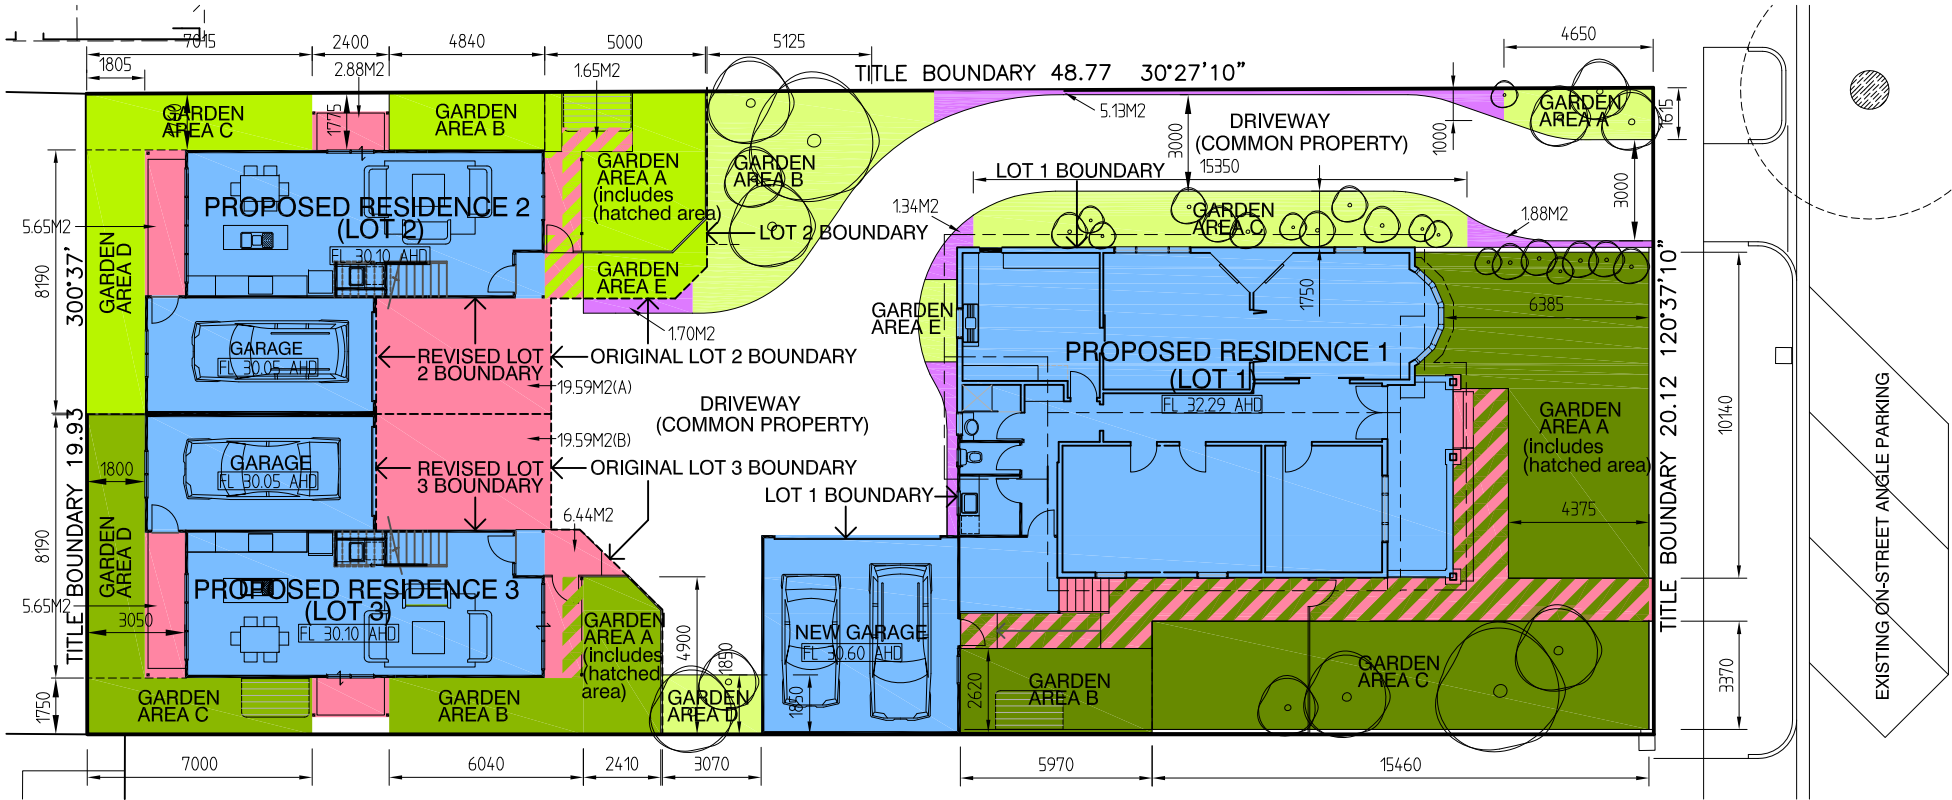 7015
2400
4840
5000
5125
4650
1805
2.88M2
1.65M2
TITLE BOUNDARY 48.77 30°27'10"
5.13M2
GARDEN
AREA C
1775
GARDEN
AREA B
GARDEN
AREA A
(includes
(hatched area)
GARDEN
AREA B
3000
DRIVEWAY
(COMMON PROPERTY)
1000
GARDEN
AREA A
1615
LOT 1 BOUNDARY
15350
3000
PROPOSED RESIDENCE 2
(LOT 2)
FL 30.10 AHD
5.65M2
1.34M2
GARDEN
AREA C
1.88M2
LOT 2 BOUNDARY
GARDEN
AREA E
GARDEN
AREA D
8190
300°37'
1750
6385
120°37'10"
GARDEN
AREA E
1.70M2
GARAGE
FL 30.05 AHD
REVISED LOT
2 BOUNDARY
ORIGINAL LOT 2 BOUNDARY
19.59M2(A)
PROPOSED RESIDENCE 1
(LOT 1)
FL 32.29 AHD
DRIVEWAY
(COMMON PROPERTY)
GARDEN
AREA A
(includes
(hatched area)
10140
EXISTING ON-STREET ANGLE PARKING
19.59M2(B)
1800
GARAGE
FL 30.05 AHD
REVISED LOT
3 BOUNDARY
ORIGINAL LOT 3 BOUNDARY
LOT 1 BOUNDARY
6.44M2
4375
TITLE BOUNDARY 19.93
TITLE BOUNDARY 20.12
8190
GARDEN
AREA D
PROPOSED RESIDENCE 3
(LOT 3)
FL 30.10 AHD
5.65M2
3050
GARDEN
AREA A
(includes
(hatched
area)
4900
1850
1850
NEW GARAGE
FL 30.60 AHD
2620
GARDEN
AREA B
GARDEN
AREA C
3370
1750
GARDEN
AREA C
GARDEN
AREA B
GARDEN
AREA D
7000
6040
2410
3070
5970
15460